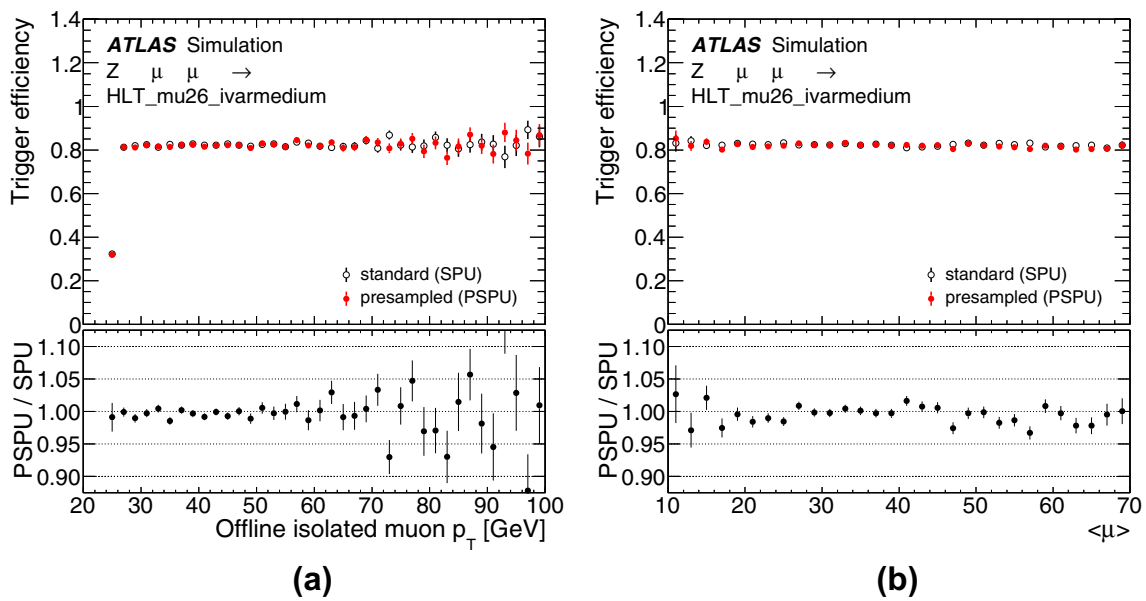 1.4
1.2
1
0.8
0.6
0.4
0.2
0
Trigger efficiency
ATLAS Simulation
Z μ μ →
HLT_mu26_ivarmedium
standard (SPU)
presampled (PSPU)
1.10
1.05
1.00
0.95
0.90
PSPU / SPU
20 30 40 50 60 70 80 90 100
Offline isolated muon p_T [GeV]
(a)
1.4
1.2
1
0.8
0.6
0.4
0.2
0
Trigger efficiency
ATLAS Simulation
Z μ μ →
HLT_mu26_ivarmedium
standard (SPU)
presampled (PSPU)
1.10
1.05
1.00
0.95
0.90
PSPU / SPU
10 20 30 40 50 60 70
<μ>
(b)